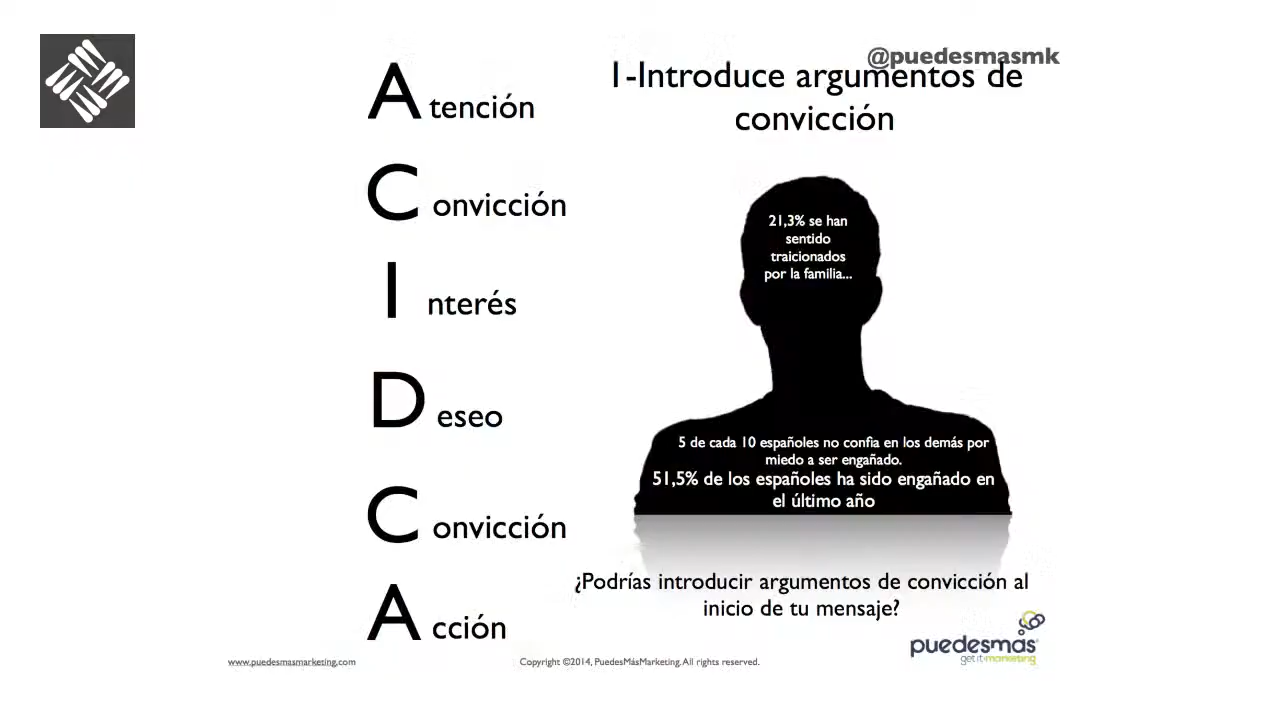 @puedesmasmk
1-Introduce argumentos de
convicción
Atención
Convicción
Interés
Deseo
Convicción
Acción
21,3% se han
sentido
traicionados
por la familia...
5 de cada 10 españoles no confia en los demás por
miedo a ser engañado.
51,5% de los españoles ha sido engañado en
el último año
¿Podrías introducir argumentos de convicción al
inicio de tu mensaje?
puedesmás
get it+marketing
www.puedesmasmarketing.com
Copyright ©2014, PuedesMásMarketing. All rights reserved.